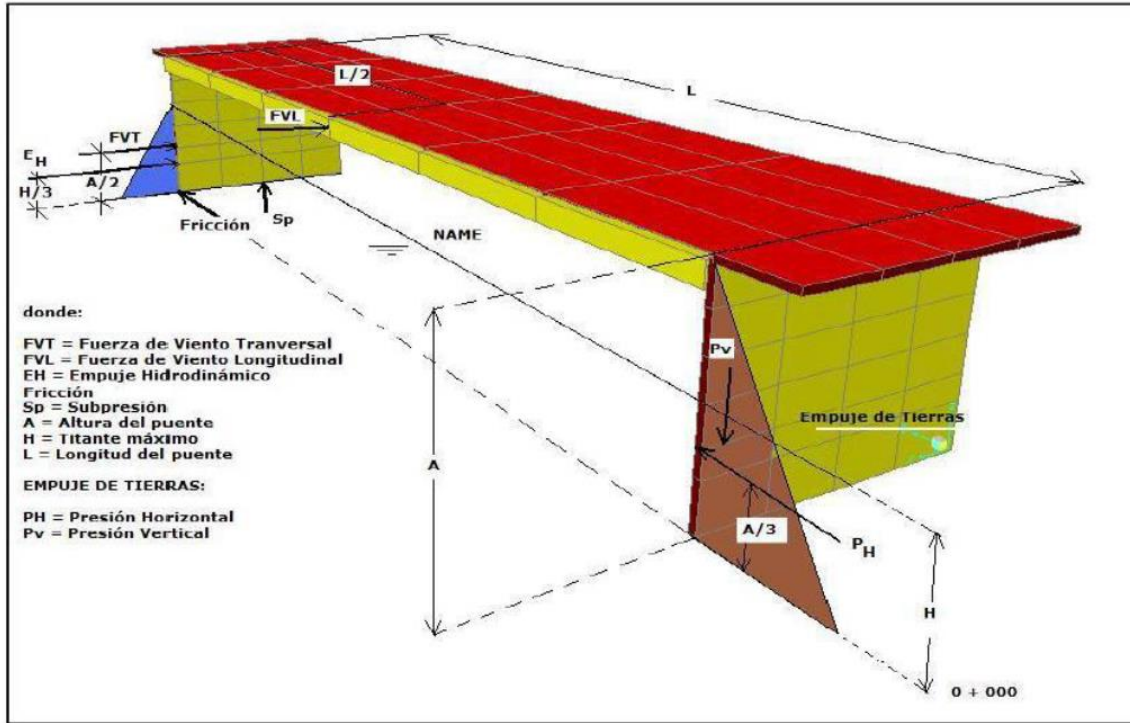 L/2
L
FVL
FVT
E_H
A/2
H/3
Fricción
Sp
NAME
donde:
FVT = Fuerza de Viento Tranversal
FVL = Fuerza de Viento Longitudinal
EH = Empuje Hidrodinámico
Fricción
Sp = Subpresión
A = Altura del puente
H = Titante máximo
L = Longitud del puente
EMPUJE DE TIERRAS:
PH = Presión Horizontal
Pv = Presión Vertical
Pv
Empuje de Tierras
A
A/3
P_H
H
0 + 000